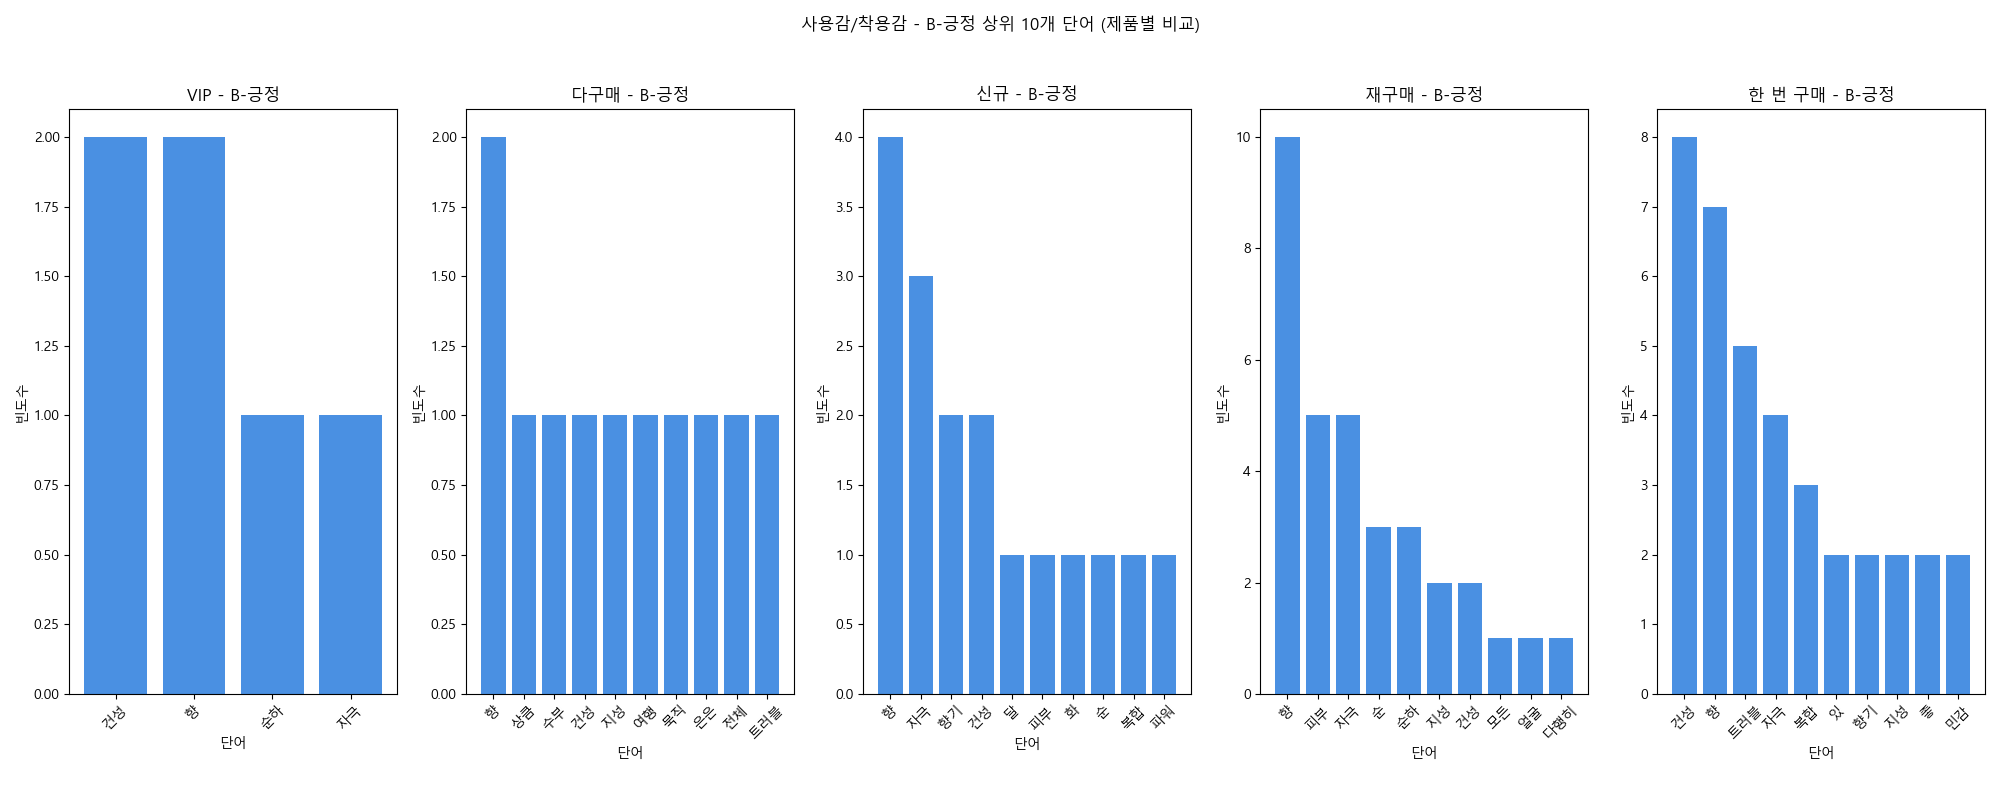 사용감/착용감 - B-긍정 상위 10개 단어 (제품별 비교)
VIP - B-긍정
빈도수
2.00
1.75
1.50
1.25
1.00
0.75
0.50
0.25
0.00
건성 향 순하 자극
단어
다구매 - B-긍정
빈도수
2.00
1.75
1.50
1.25
1.00
0.75
0.50
0.25
0.00
향 상큼 수부 건성 지성 여행 묵직 은은 전체 트러블
단어
신규 - B-긍정
빈도수
4.0
3.5
3.0
2.5
2.0
1.5
1.0
0.5
0.0
향 자극 향기 건성 달 피부 화 순 복합 파워
단어
재구매 - B-긍정
빈도수
10
8
6
4
2
0
향 피부 자극 순 순하 지성 건성 모든 얼굴 다행히
단어
한 번 구매 - B-긍정
빈도수
8
7
6
5
4
3
2
1
0
건성 향 트러블 자극 복합 있 향기 지성 좋 민감
단어